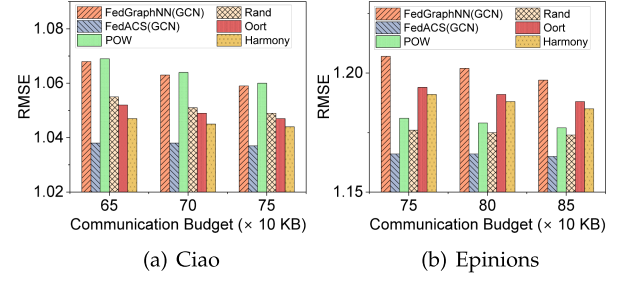 1.08
1.06
1.04
1.02
RMSE
FedGraphNN(GCN)
FedACS(GCN)
POW
Rand
Oort
Harmony
65 70 75
Communication Budget (× 10 KB)
(a) Ciao
1.20
1.15
RMSE
FedGraphNN(GCN)
FedACS(GCN)
POW
Rand
Oort
Harmony
75 80 85
Communication Budget (× 10 KB)
(b) Epinions